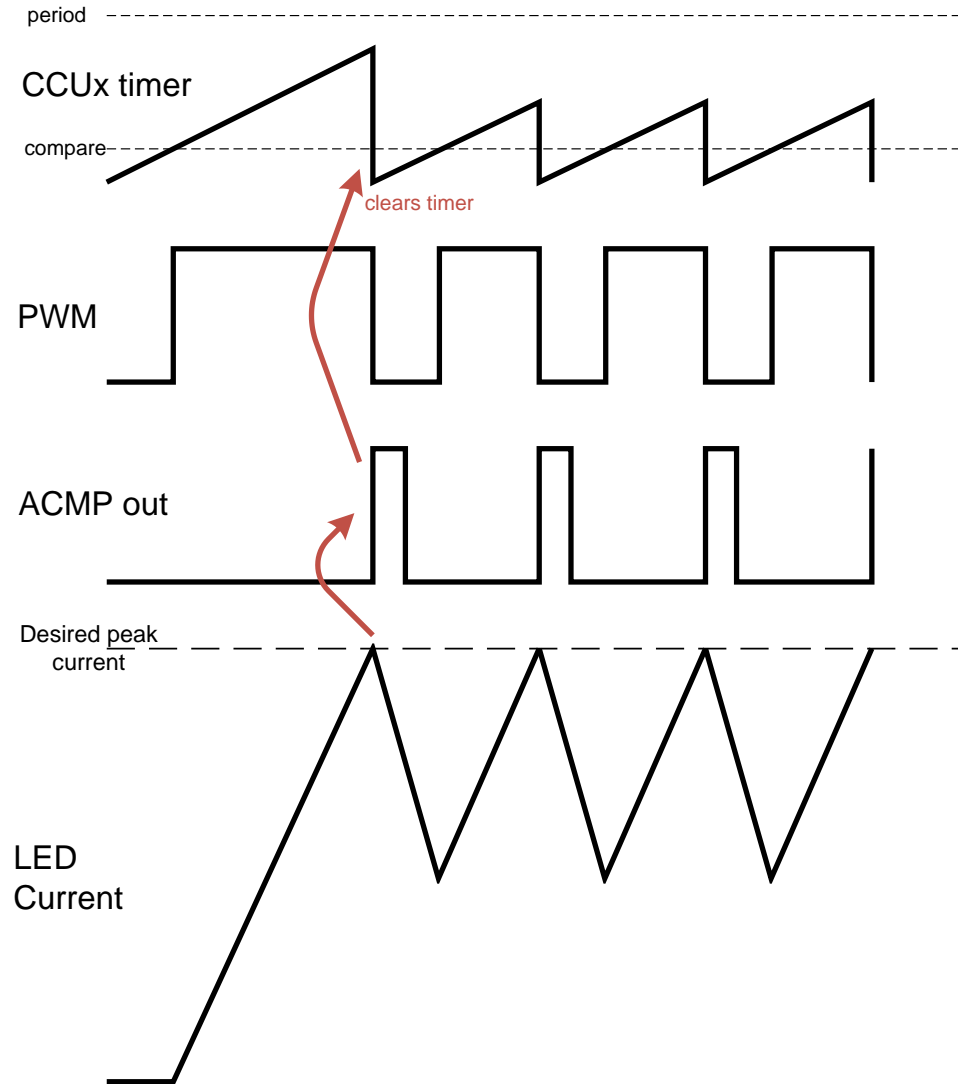 period
CCUx timer
compare
clears timer
PWM
ACMP out
Desired peak
current
LED
Current